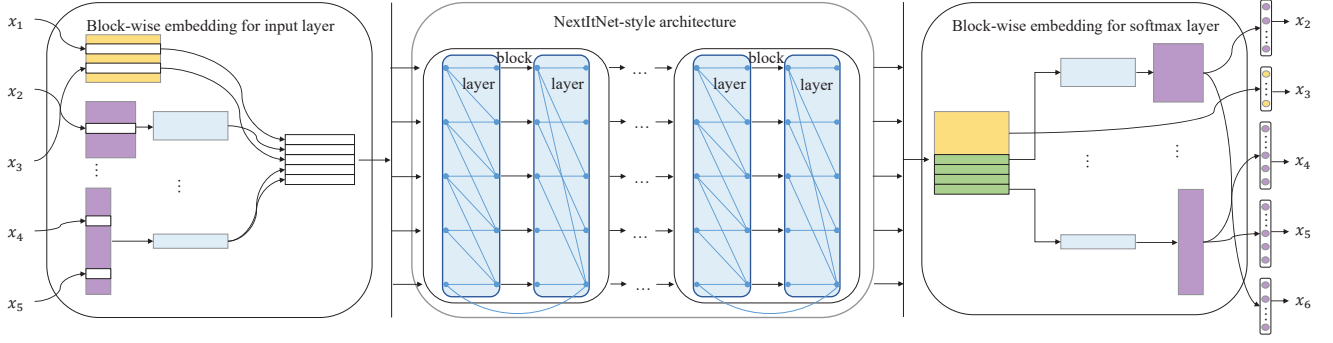 Block-wise embedding for input layer
x₁
x₂
x₃
x₄
x₅
⋮
⋮
NextItNet-style architecture
block
layer
layer
...
...
...
...
...
block
layer
layer
Block-wise embedding for softmax layer
⋮
⋮
x₂
x₃
x₄
x₅
x₆